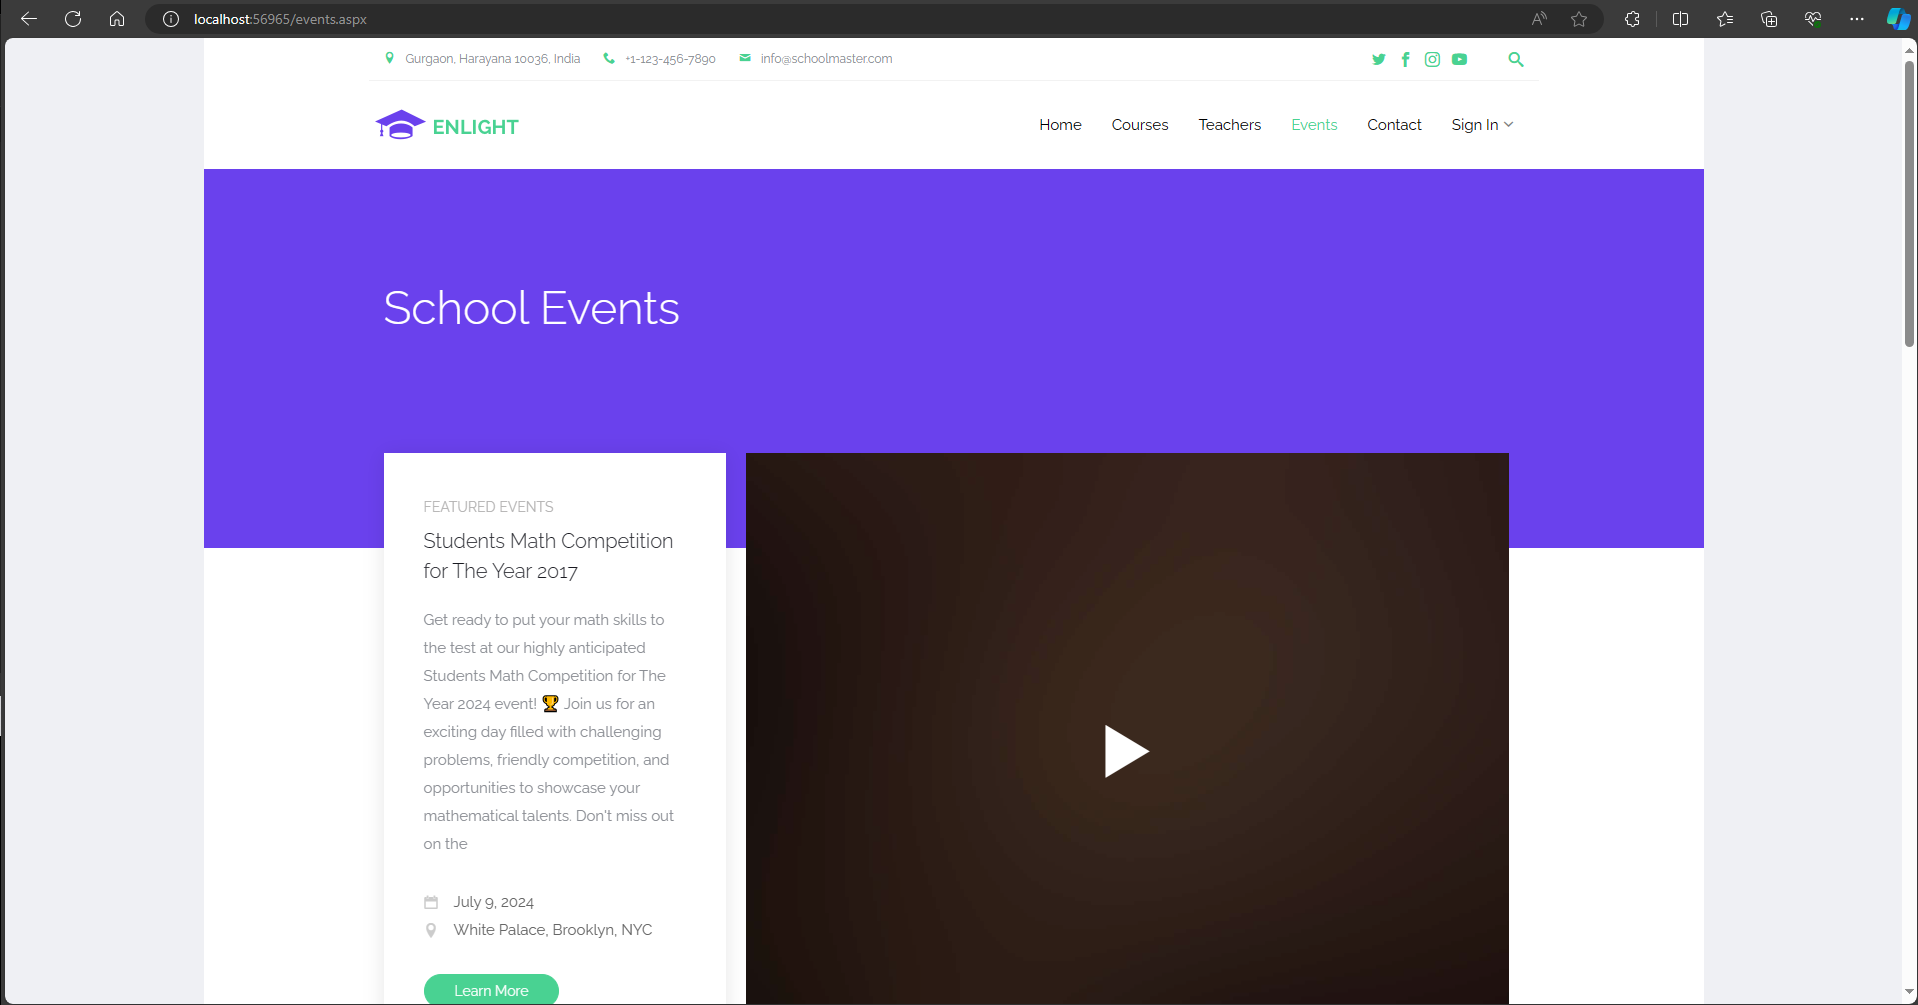 localhost:56965/events.aspx
Gurgaon, Harayana 10036, India +1-123-456-7890 info@schoolmaster.com
ENLIGHT
Home Courses Teachers Events Contact Sign In
School Events
FEATURED EVENTS
Students Math Competition
for The Year 2017
Get ready to put your math skills to
the test at our highly anticipated
Students Math Competition for The
Year 2024 event! 🏆 Join us for an
exciting day filled with challenging
problems, friendly competition, and
opportunities to showcase your
mathematical talents. Don't miss out
on the
July 9, 2024
White Palace, Brooklyn, NYC
Learn More